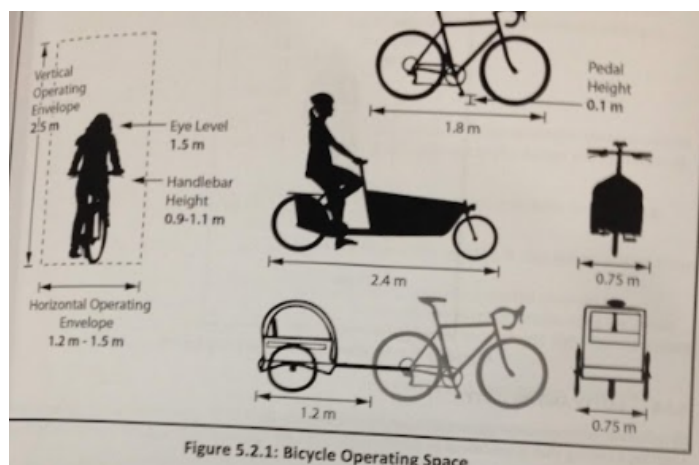 Vertical
Operating
Envelope
2.5 m
Eye Level
1.5 m
Handlebar
Height
0.9-1.1 m
Horizontal Operating
Envelope
1.2 m - 1.5 m
1.8 m
Pedal
Height
0.1 m
2.4 m
0.75 m
1.2 m
0.75 m
Figure 5.2.1: Bicycle Operating Space